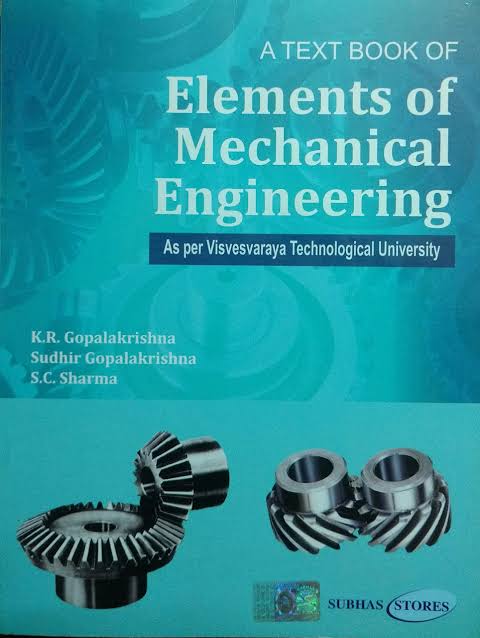 A TEXT BOOK OF
Elements of
Mechanical
Engineering
As per Visvesvaraya Technological University
K.R. Gopalakrishna
Sudhir Gopalakrishna
S.C. Sharma
SUBHAS STORES